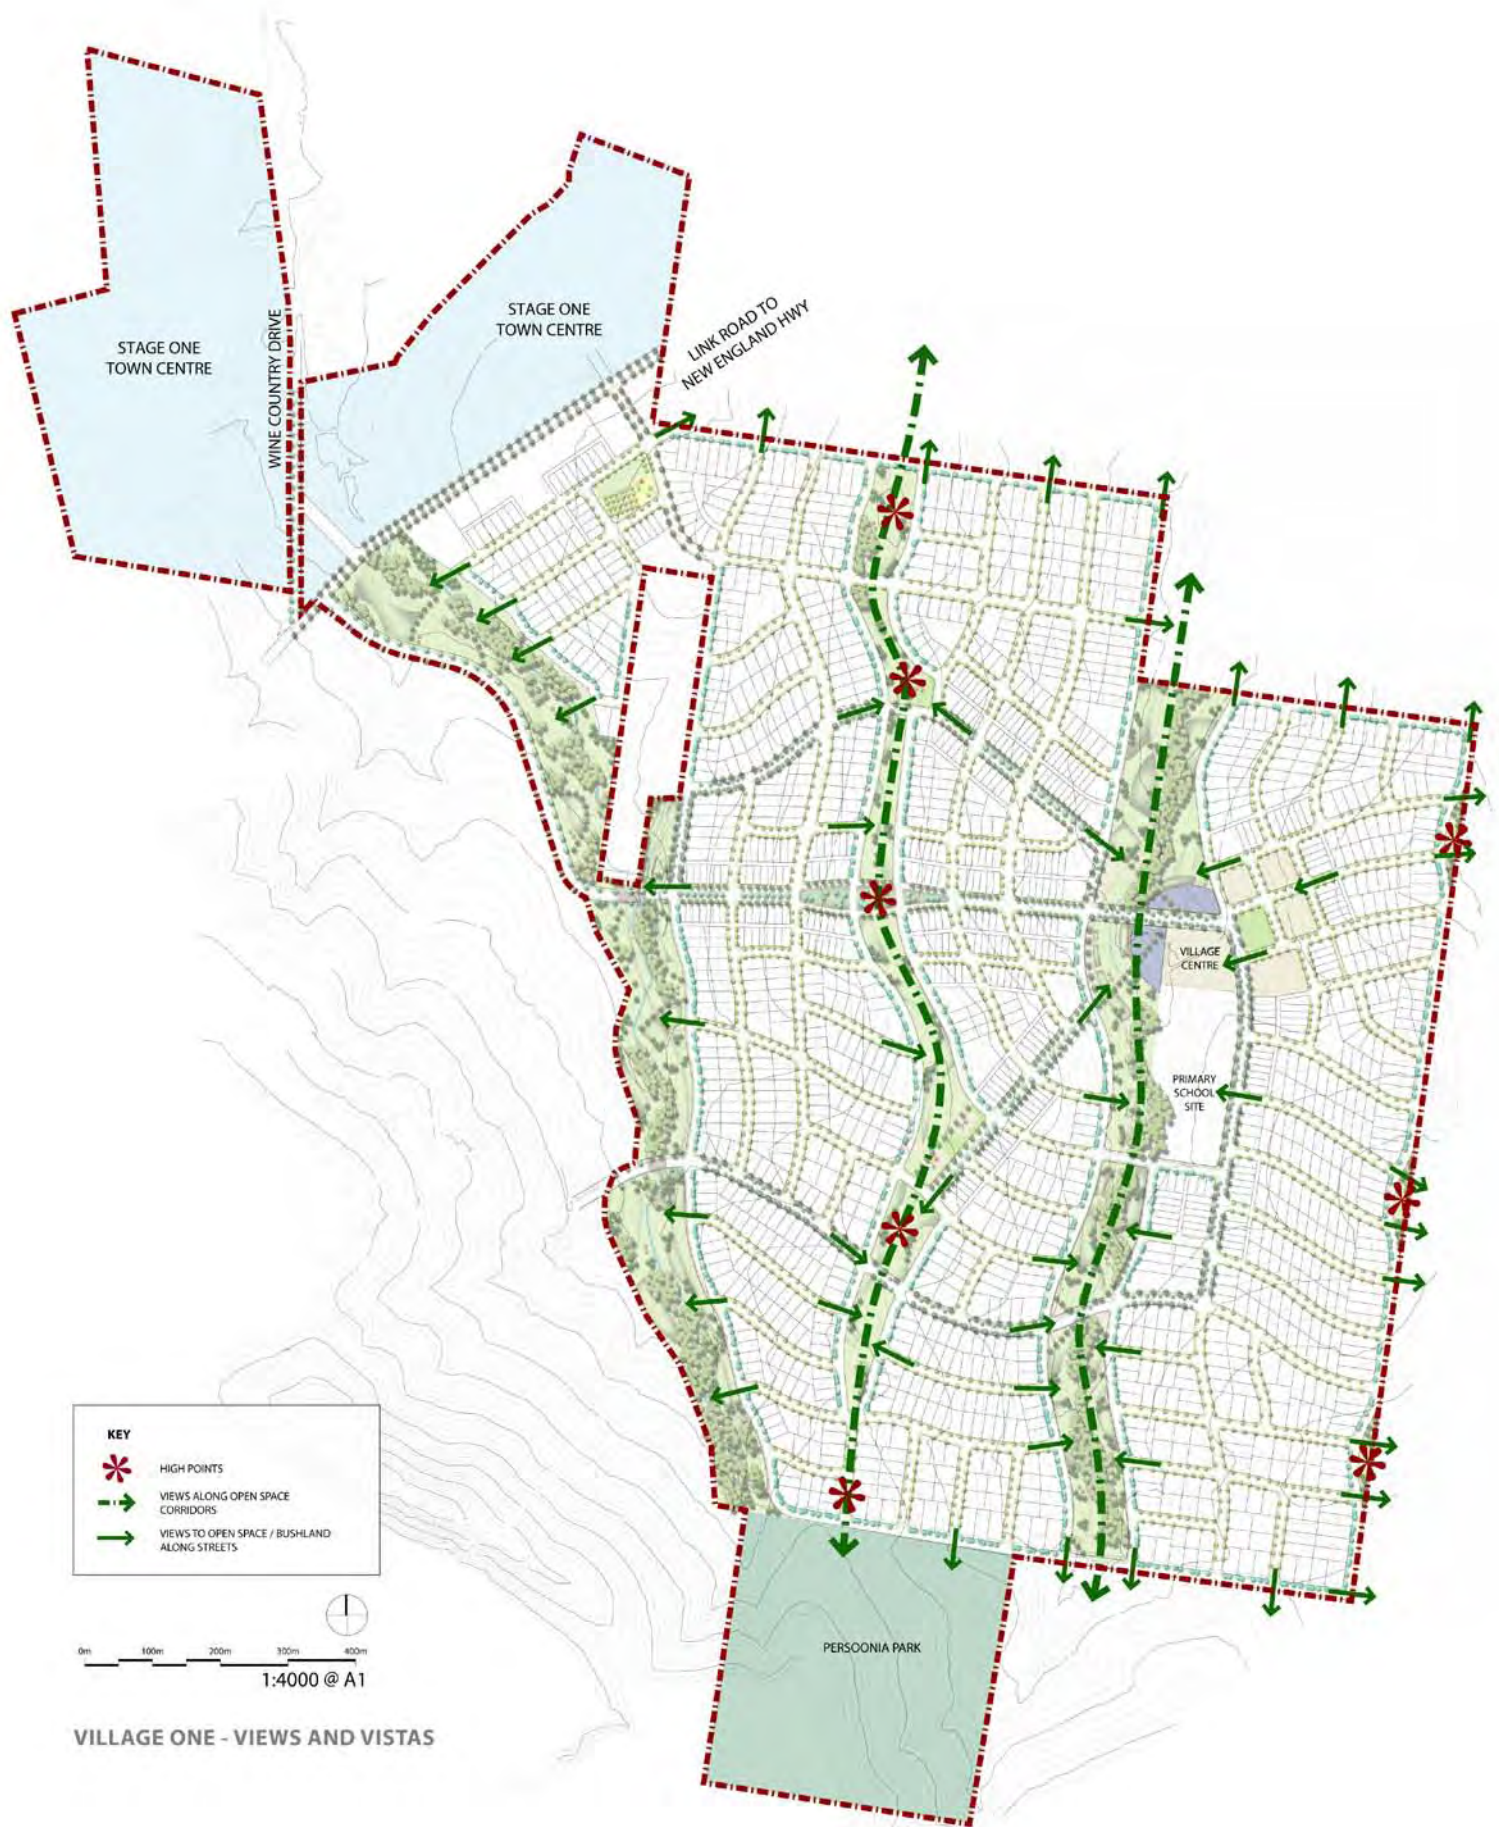 STAGE ONE
TOWN CENTRE
WINE COUNTRY DRIVE
STAGE ONE
TOWN CENTRE
LINK ROAD TO
NEW ENGLAND HWY
VILLAGE
CENTRE
PRIMARY
SCHOOL
SITE
KEY
HIGH POINTS
VIEWS ALONG OPEN SPACE
CORRIDORS
VIEWS TO OPEN SPACE / BUSHLAND
ALONG STREETS
0m 100m 200m 300m 400m
1:4000 @ A1
PERSOONIA PARK
VILLAGE ONE - VIEWS AND VISTAS